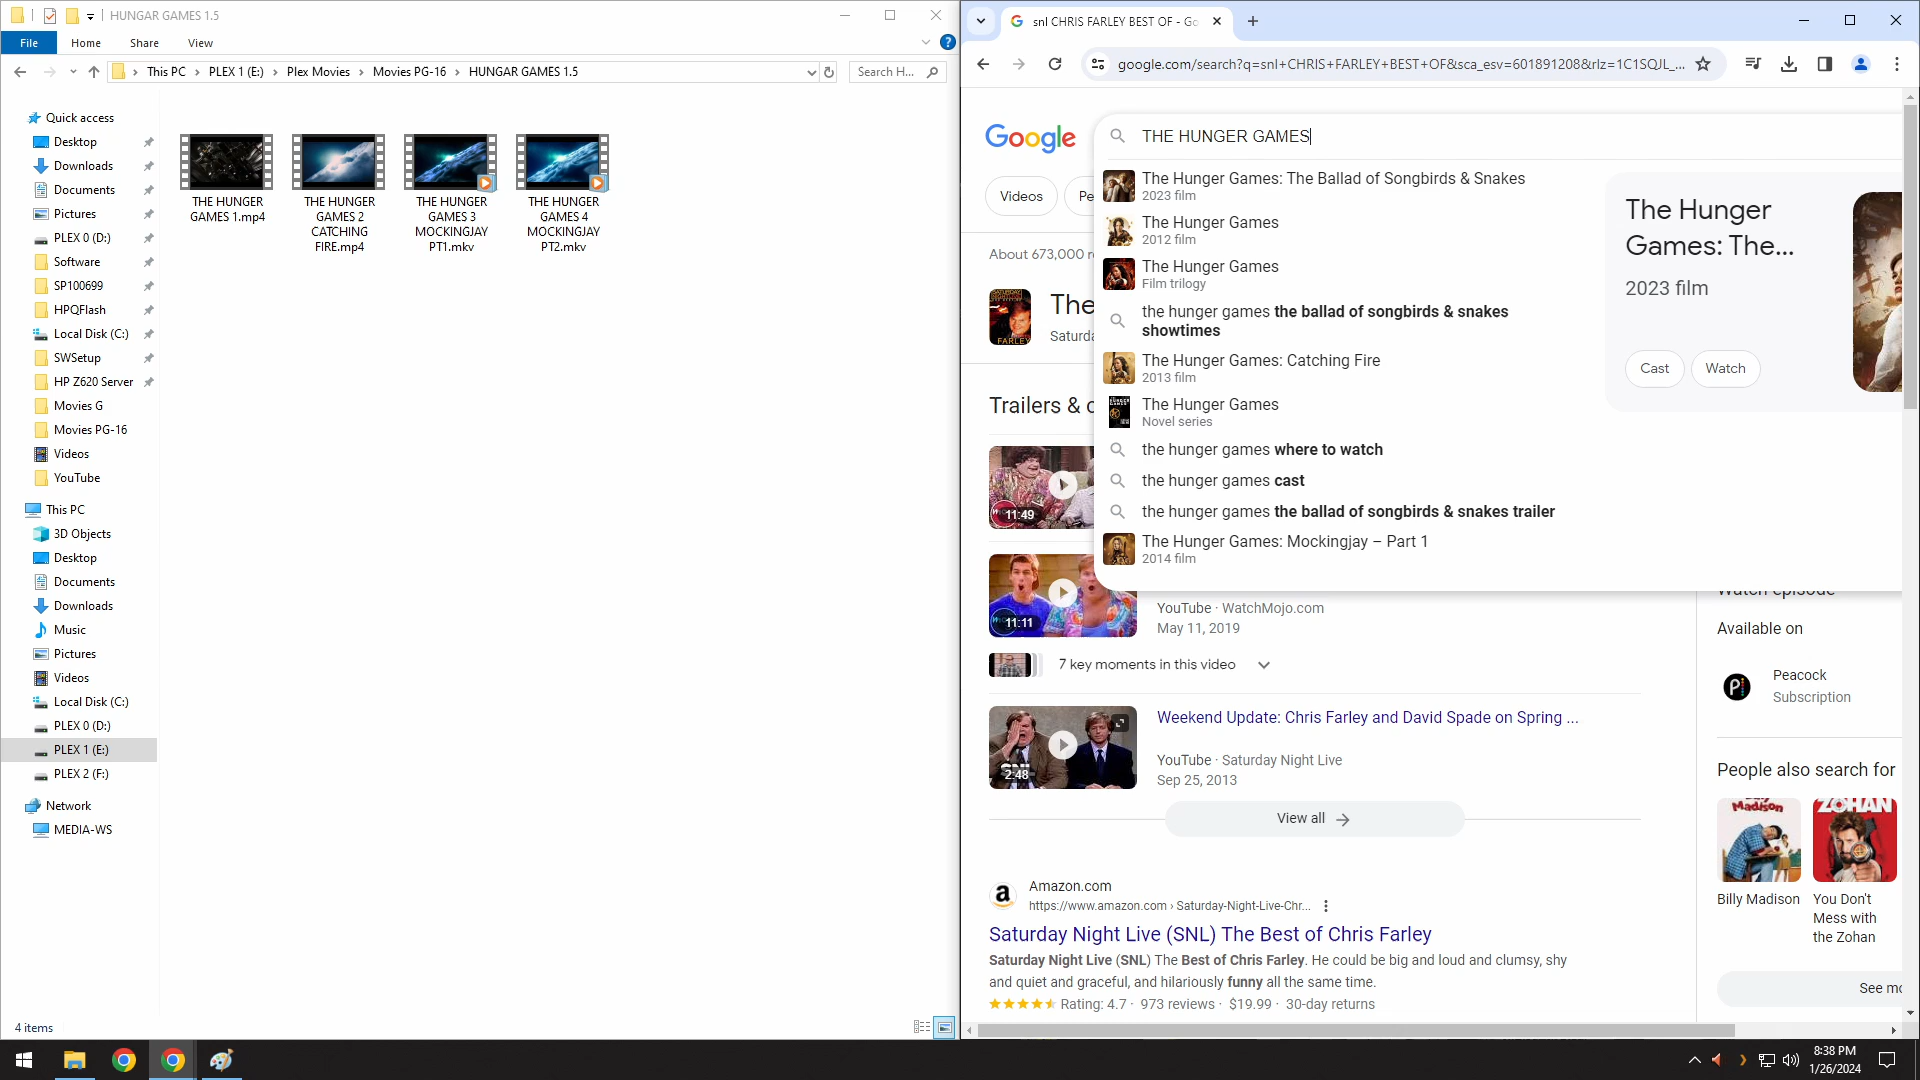 HUNGAR GAMES 1.5
File
Home
Share
View
This PC
PLEX 1 (E:)
Plex Movies
Movies PG-16
HUNGAR GAMES 1.5
Search H...
Quick access
Desktop
Downloads
Documents
Pictures
PLEX 0 (D:)
Software
SP100699
HPQFlash
Local Disk (C:)
SWSetup
HP Z620 Server
Movies G
Movies PG-16
Videos
YouTube
This PC
3D Objects
Desktop
Documents
Downloads
Music
Pictures
Videos
Local Disk (C:)
PLEX 0 (D:)
PLEX 1 (E:)
PLEX 2 (F:)
Network
MEDIA-WS
THE HUNGER
GAMES 1.mp4
THE HUNGER
GAMES 2
CATCHING
FIRE.mp4
THE HUNGER
GAMES 3
MOCKINGJAY
PT1.mkv
THE HUNGER
GAMES 4
MOCKINGJAY
PT2.mkv
4 items
snl CHRIS FARLEY BEST OF - Go
google.com/search?q=snl+CHRIS+FARLEY+BEST+OF&sca_esv=601891208&rlz=1C1SQJL_...
Google
THE HUNGER GAMES
Videos
Pe
About 673,000 r
The
Saturda
SATURDAY
FARLEY
Trailers & c
The Hunger Games: The Ballad of Songbirds & Snakes
2023 film
The Hunger Games
2012 film
The Hunger Games
Film trilogy
the hunger games the ballad of songbirds & snakes
showtimes
The Hunger Games: Catching Fire
2013 film
The Hunger Games
Novel series
the hunger games where to watch
the hunger games cast
the hunger games the ballad of songbirds & snakes trailer
The Hunger Games: Mockingjay – Part 1
2014 film
The Hunger
Games: The...
2023 film
Cast
Watch
11:49
11:11
YouTube · WatchMojo.com
May 11, 2019
7 key moments in this video
SNL
2:48
Weekend Update: Chris Farley and David Spade on Spring ...
YouTube · Saturday Night Live
Sep 25, 2013
View all
Amazon.com
https://www.amazon.com › Saturday-Night-Live-Chr...
Saturday Night Live (SNL) The Best of Chris Farley
Saturday Night Live (SNL) The Best of Chris Farley. He could be big and loud and clumsy, shy
and quiet and graceful, and hilariously funny all the same time.
Rating: 4.7 · 973 reviews · $19.99 · 30-day returns
Watch episode
Available on
Peacock
Subscription
People also search for
Billy
Madison
ZOHAN
Billy Madison
You Don't
Mess with
the Zohan
See mo
8:38 PM
1/26/2024